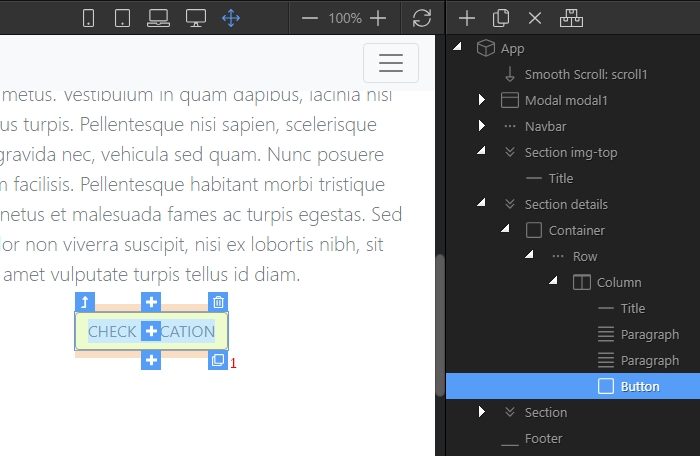 100%
metus. Vestibulum in quam dapibus, lacinia nisl
us turpis. Pellentesque nisi sapien, scelerisque
gravida nec, vehicula sed quam. Nunc posuere
facilisis. Pellentesque habitant morbi tristique
netus et malesuada fames ac turpis egestas. Sed
lor non viverra suscipit, nisi ex lobortis nibh, sit
amet vulputate turpis tellus id diam.
CHECK CATION
1
App
Smooth Scroll: scroll1
Modal modal1
Navbar
Section img-top
Title
Section details
Container
Row
Column
Title
Paragraph
Paragraph
Button
Section
Footer